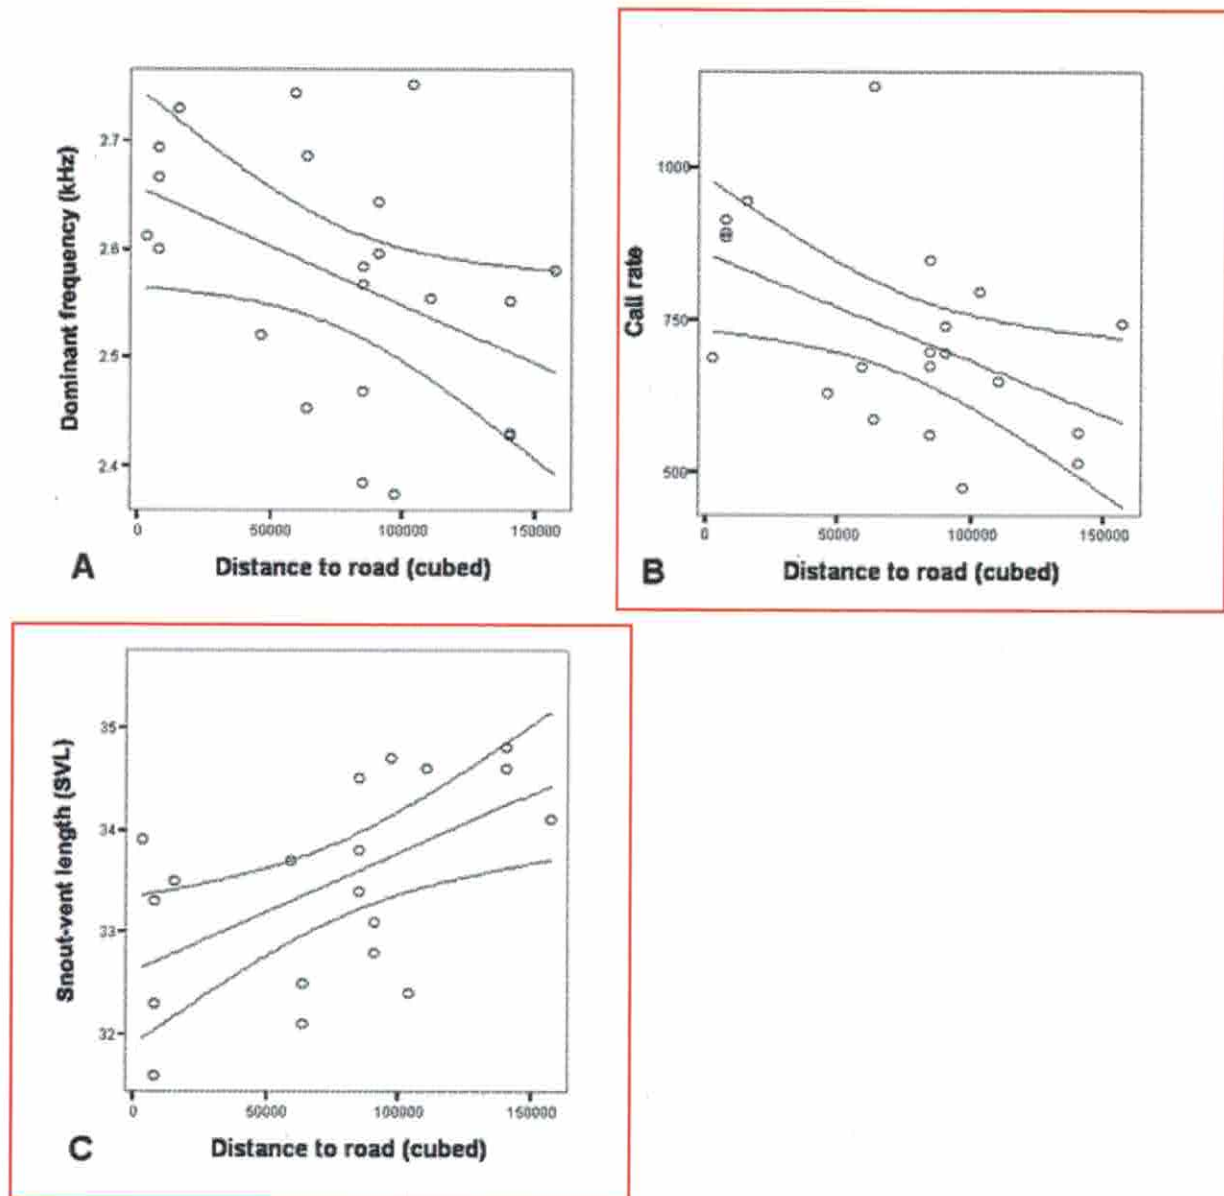 Dominant frequency (kHz)
2.7
2.6
2.5
2.4
0 50000 100000 150000
A
Distance to road (cubed)
Call rate
1000
750
500
0 50000 100000 150000
B
Distance to road (cubed)
Snout-vent length (SVL)
35
34
33
32
0 50000 100000 150000
C
Distance to road (cubed)